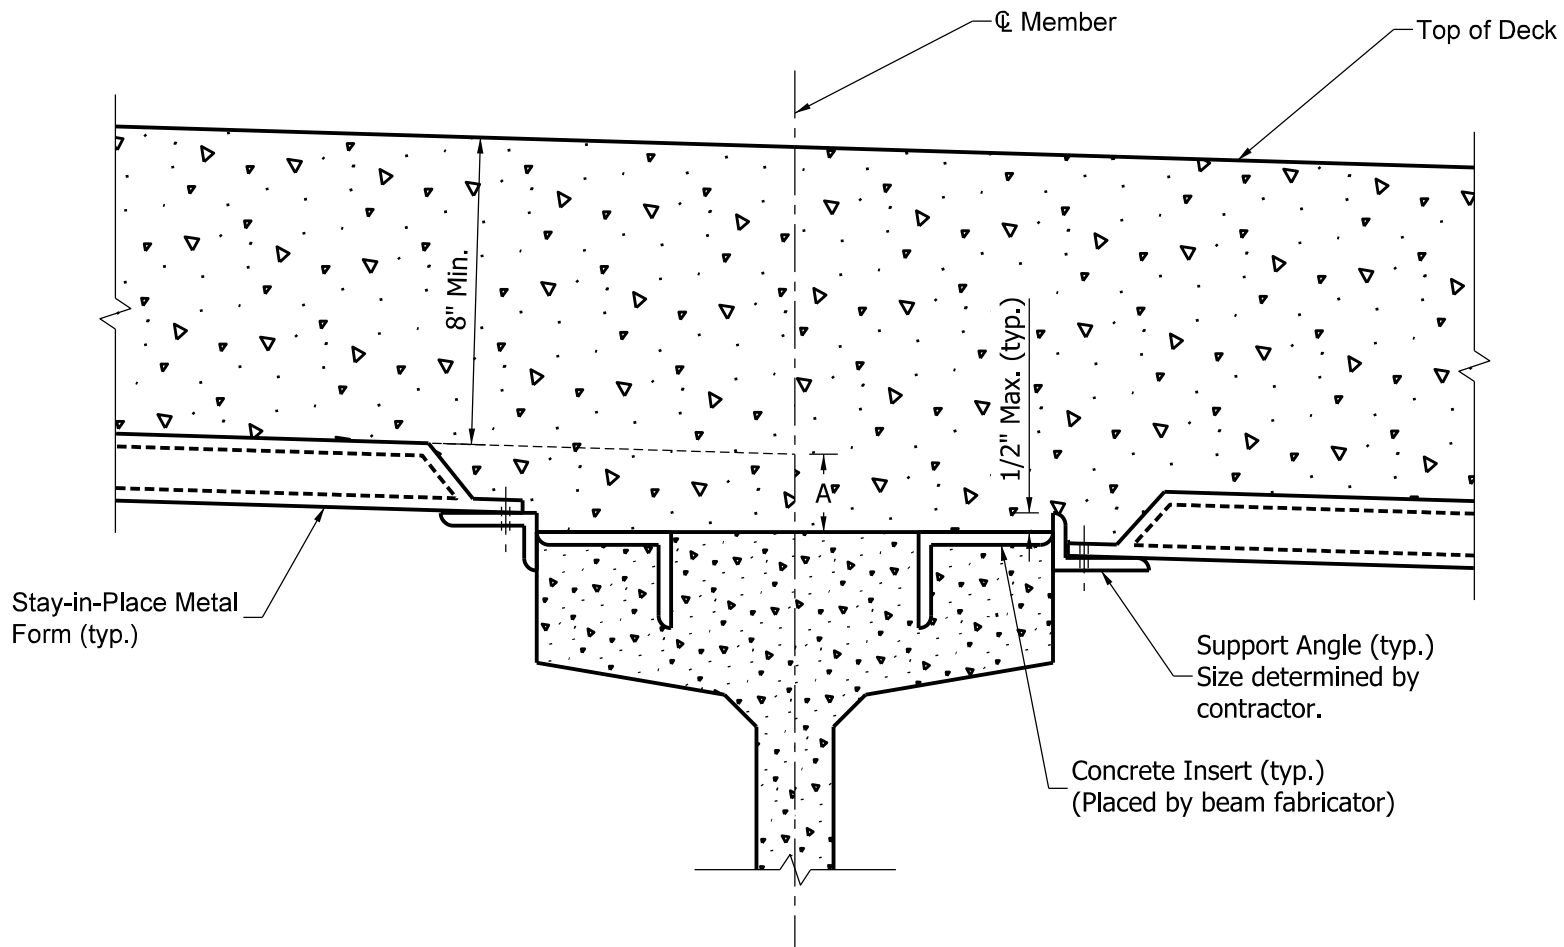 ℄ Member
Top of Deck
8" Min.
1/2" Max. (typ.)
A
Stay-in-Place Metal
Form (typ.)
Support Angle (typ.)
Size determined by
contractor.
Concrete Insert (typ.)
(Placed by beam fabricator)